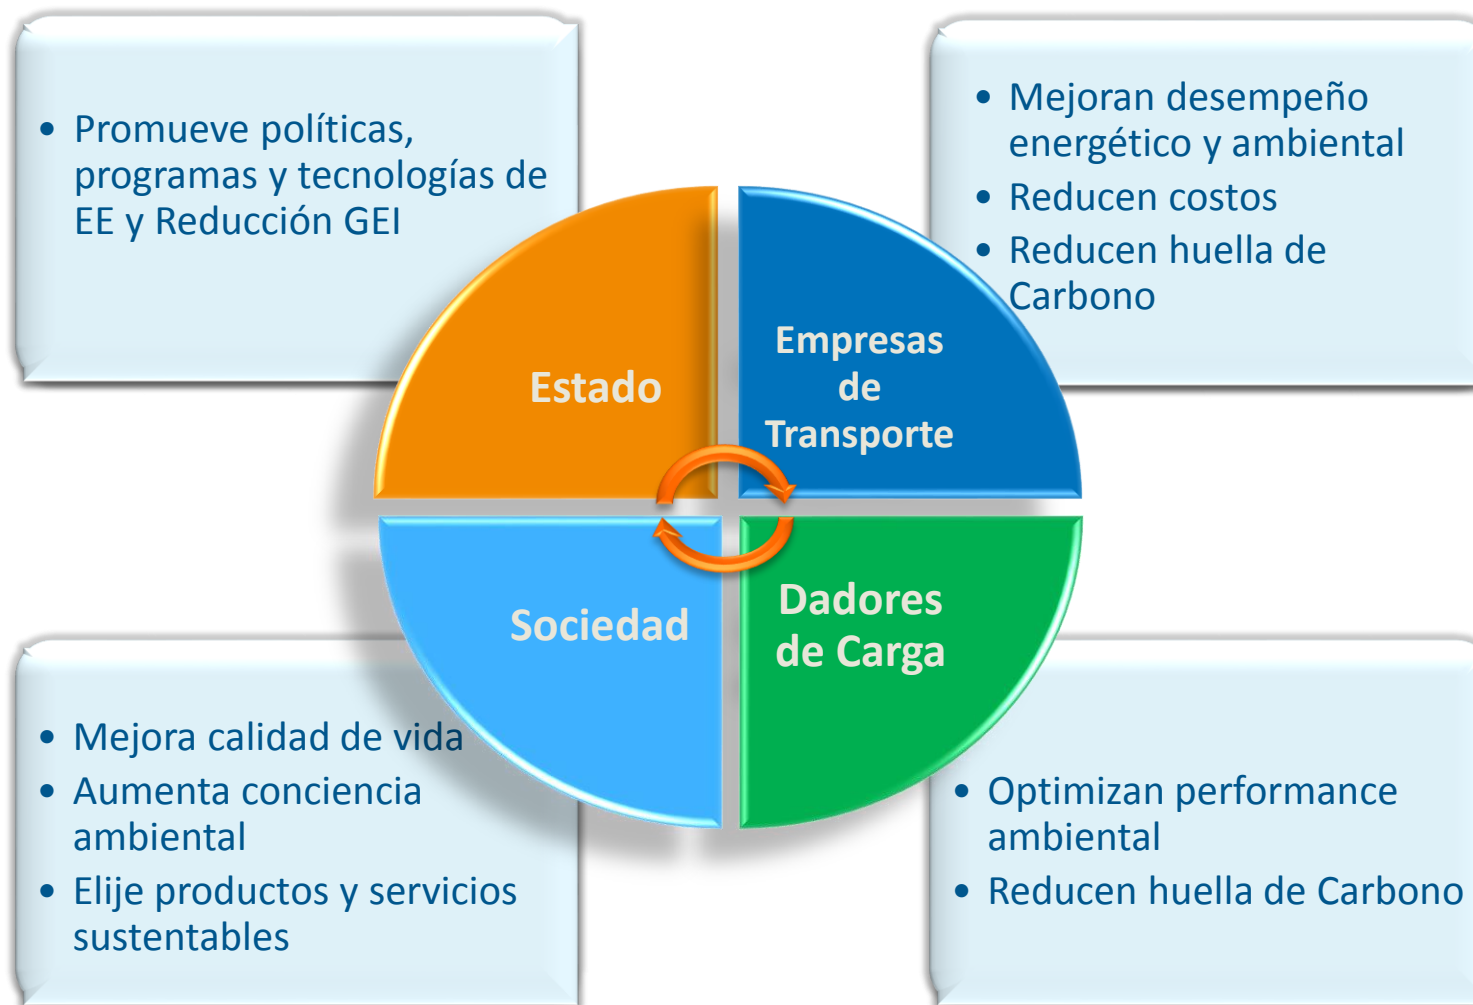 • Promueve políticas,
programas y tecnologías de
EE y Reducción GEI
• Mejoran desempeño
energético y ambiental
• Reducen costos
• Reducen huella de
Carbono
Estado
Empresas
de
Transporte
Sociedad
Dadores
de Carga
• Mejora calidad de vida
• Aumenta conciencia
ambiental
• Elije productos y servicios
sustentables
• Optimizan performance
ambiental
• Reducen huella de Carbono